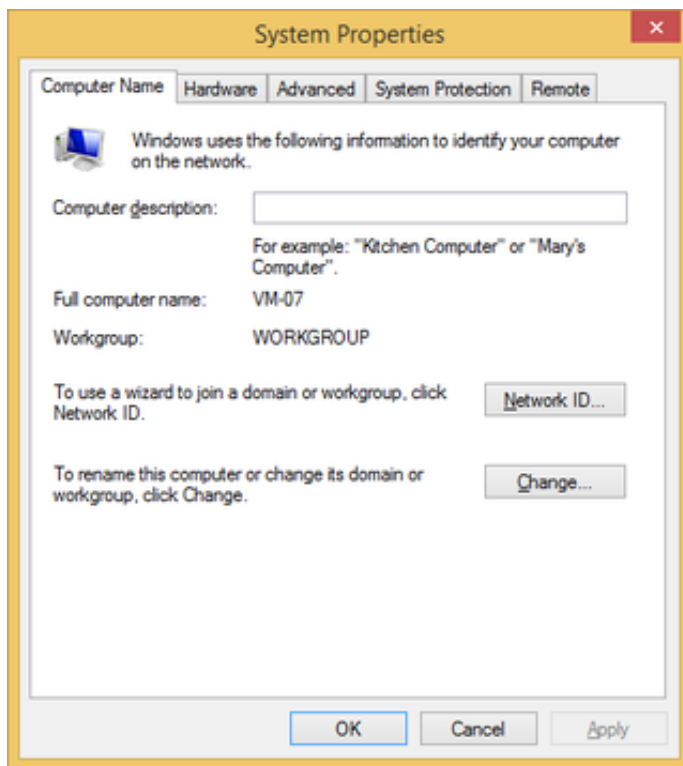 System Properties
Computer Name
Hardware
Advanced
System Protection
Remote
Windows uses the following information to identify your computer
on the network.
Computer description:
For example: "Kitchen Computer" or "Mary's
Computer".
Full computer name:
VM-07
Workgroup:
WORKGROUP
To use a wizard to join a domain or workgroup, click
Network ID.
Network ID...
To rename this computer or change its domain or
workgroup, click Change.
Change...
OK
Cancel
Apply